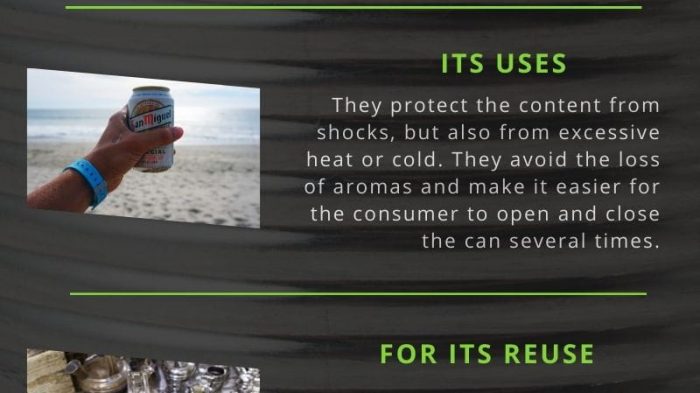 ITS USES
They protect the content from
shocks, but also from excessive
heat or cold. They avoid the loss
of aromas and make it easier for
the consumer to open and close
the can several times.
anMiguel
FOR ITS REUSE